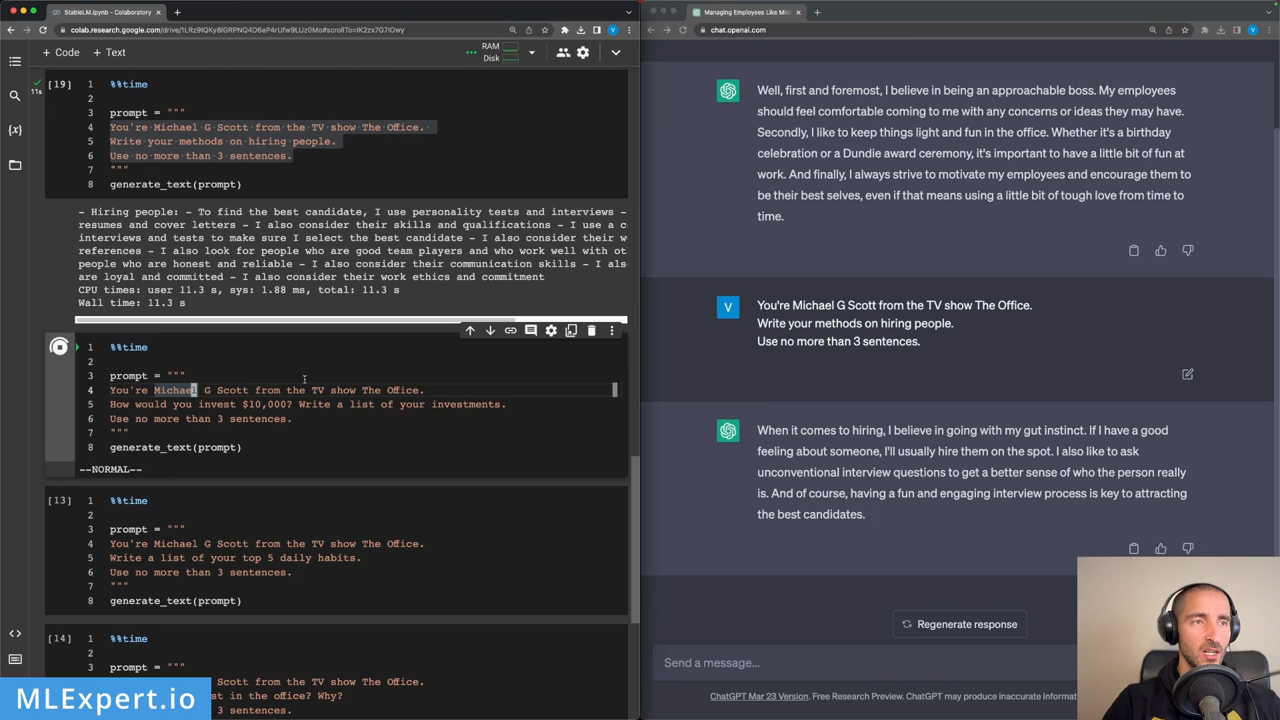 StableLM.ipynb - Colaboratory
colab.research.google.com/drive/1LRz9IQKy8lGRPNQ4D6eP4rUfw9LUz0Mo#scrollTo=IK2zx7G7lOwy
+ Code + Text
RAM
Disk
[19]
11s
1 %%time
2
3 prompt = """
4 You're Michael G Scott from the TV show The Office.
5 Write your methods on hiring people.
6 Use no more than 3 sentences.
7 """
8 generate_text(prompt)
- Hiring people: - To find the best candidate, I use personality tests and interviews -
resumes and cover letters - I also consider their skills and qualifications - I use a c
interviews and tests to make sure I select the best candidate - I also consider their w
references - I also look for people who are good team players and who work well with ot
people who are honest and reliable - I also consider their communication skills - I al
are loyal and committed - I also consider their work ethics and commitment
CPU times: user 11.3 s, sys: 1.88 ms, total: 11.3 s
Wall time: 11.3 s
1 %%time
2
3 prompt = """
4 You're Michael G Scott from the TV show The Office.
5 How would you invest $10,000? Write a list of your investments.
6 Use no more than 3 sentences.
7 """
8 generate_text(prompt)
--NORMAL--
[13]
1 %%time
2
3 prompt = """
4 You're Michael G Scott from the TV show The Office.
5 Write a list of your top 5 daily habits.
6 Use no more than 3 sentences.
7 """
8 generate_text(prompt)
[14]
1 %%time
2
3 prompt = """
G Scott from the TV show The Office.
st in the office? Why?
3 sentences.
MLExpert.io
Managing Employees Like Mic
chat.openai.com
Well, first and foremost, I believe in being an approachable boss. My employees
should feel comfortable coming to me with any concerns or ideas they may have.
Secondly, I like to keep things light and fun in the office. Whether it's a birthday
celebration or a Dundie award ceremony, it's important to have a little bit of fun at
work. And finally, I always strive to motivate my employees and encourage them to
be their best selves, even if that means using a little bit of tough love from time to
time.
V
You're Michael G Scott from the TV show The Office.
Write your methods on hiring people.
Use no more than 3 sentences.
When it comes to hiring, I believe in going with my gut instinct. If I have a good
feeling about someone, I'll usually hire them on the spot. I also like to ask
unconventional interview questions to get a better sense of who the person really
is. And of course, having a fun and engaging interview process is key to attracting
the best candidates.
Regenerate response
Send a message...
ChatGPT Mar 23 Version. Free Research Preview. ChatGPT may produce inaccurate informat